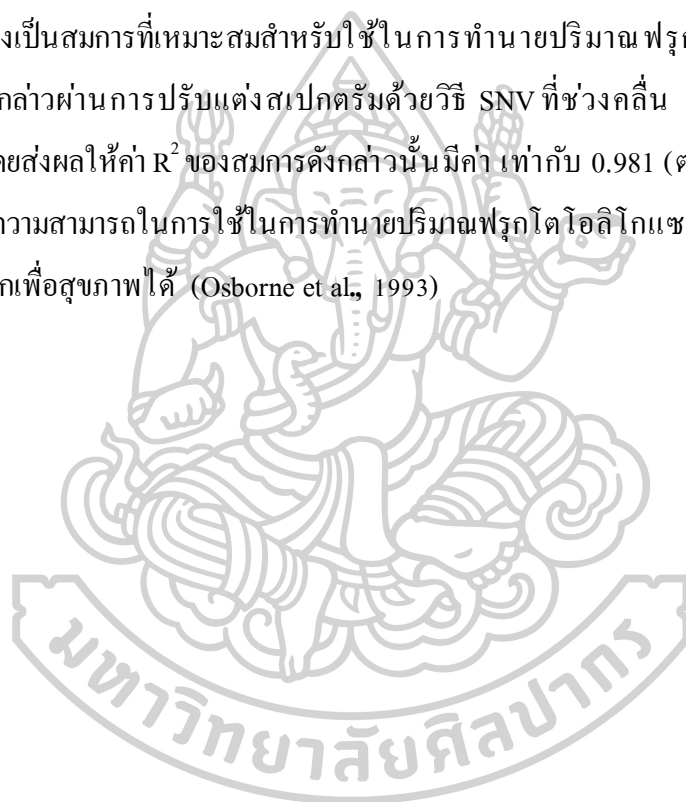 งเป็นสมการที่เหมาะสมสำหรับใช้ในการทำนายปริมาณฟรุก
กล่าวผ่านการปรับแต่งสเปกตรัมด้วยวิธี SNV ที่ช่วงคลื่น
ดยส่งผลให้ค่า R² ของสมการดังกล่าวนั้นมีค่า เท่ากับ 0.981 (ต
าวามสามารถในการใช้ในการทำนายปริมาณฟรุกโตโอลิโกแซ
กเพื่อสุขภาพได้ (Osborne et al., 1993)
มหาวิทยาลัยศิลปากร